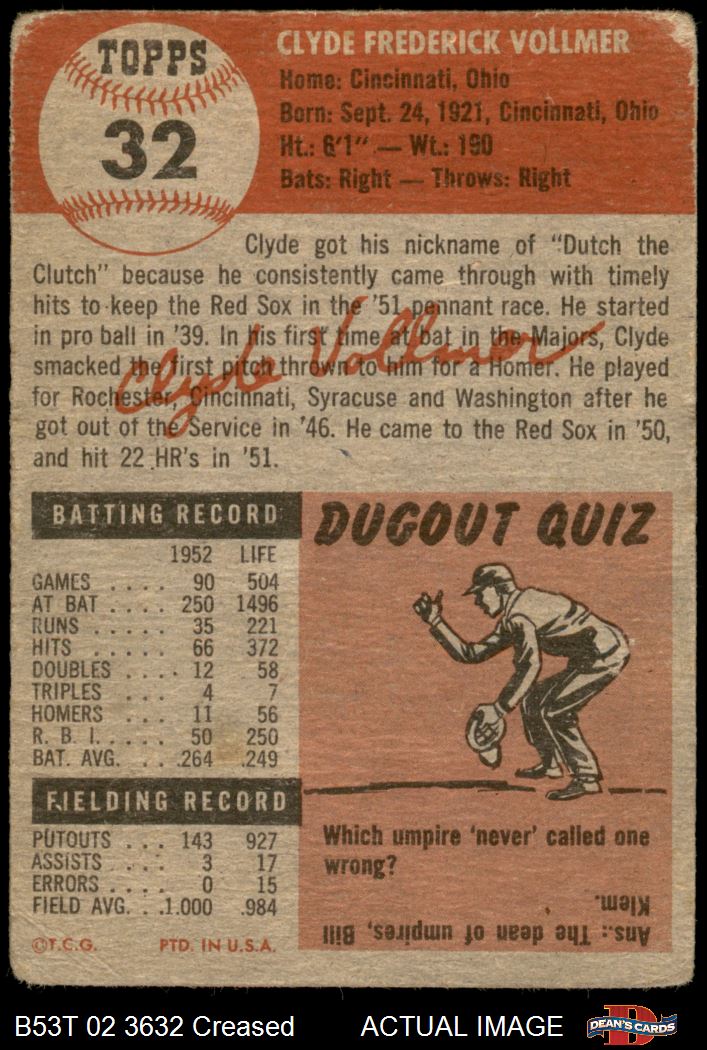 TOPPS
32
CLYDE FREDERICK VOLLMER
Home: Cincinnati, Ohio
Born: Sept. 24, 1921, Cincinnati, Ohio
Ht.: 6'1" — Wt.: 190
Bats: Right — Throws: Right
Clyde got his nickname of "Dutch the
Clutch" because he consistently came through with timely
hits to keep the Red Sox in the '51 pennant race. He started
in pro ball in '39. In his first time at bat in the Majors, Clyde
smacked the first pitch thrown to him for a Homer. He played
for Rochester, Cincinnati, Syracuse and Washington after he
got out of the Service in '46. He came to the Red Sox in '50,
and hit 22 HR's in '51.
Clyde Vollmer
BATTING RECORD
1952 LIFE
GAMES .... 90 504
AT BAT .... 250 1496
RUNS ..... 35 221
HITS ..... 66 372
DOUBLES .... 12 58
TRIPLES ... 4 7
HOMERS ... 11 56
R. B. I. .... 50 250
BAT. AVG. ... .264 .249
FIELDING RECORD
PUTOUTS ... 143 927
ASSISTS .... 3 17
ERRORS .... 0 15
FIELD AVG. . .1.000 .984
©T.C.G. PTD. IN U.S.A.
DUGOUT QUIZ
Which umpire 'never' called one
wrong?
Ans.: The dean of umpires, Bill
Klem.
B53T 02 3632 Creased ACTUAL IMAGE DEAN'S CARDS